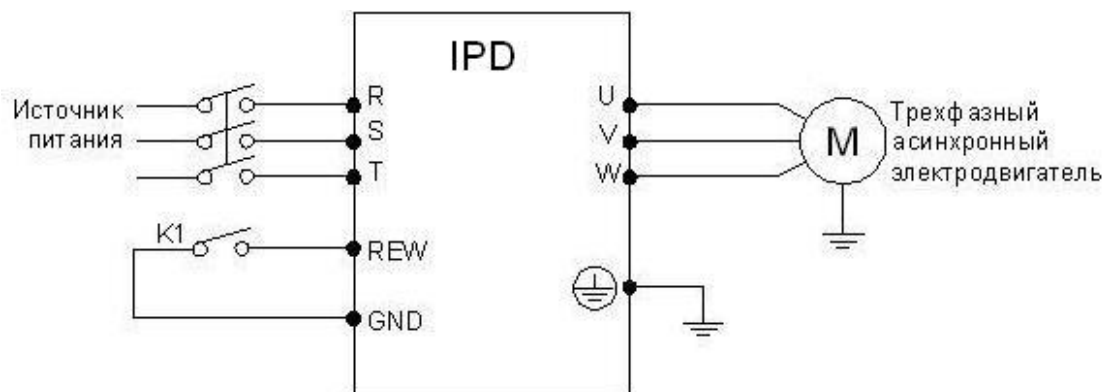 IPD
Источник
питания
R
S
T
K1
REW
GND
U
V
W
M
Трехфазный
асинхронный
электродвигатель